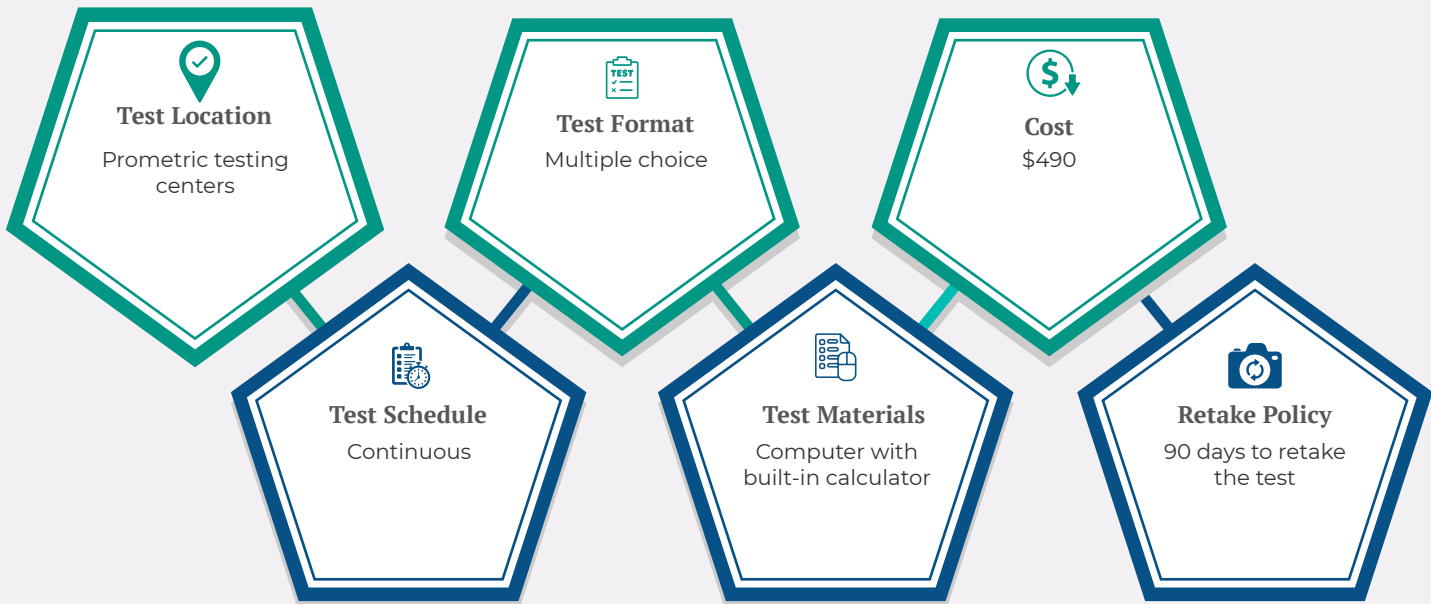 Test Location
Prometric testing
centers
TEST
Test Format
Multiple choice
$
Cost
$490
Test Schedule
Continuous
Test Materials
Computer with
built-in calculator
Retake Policy
90 days to retake
the test